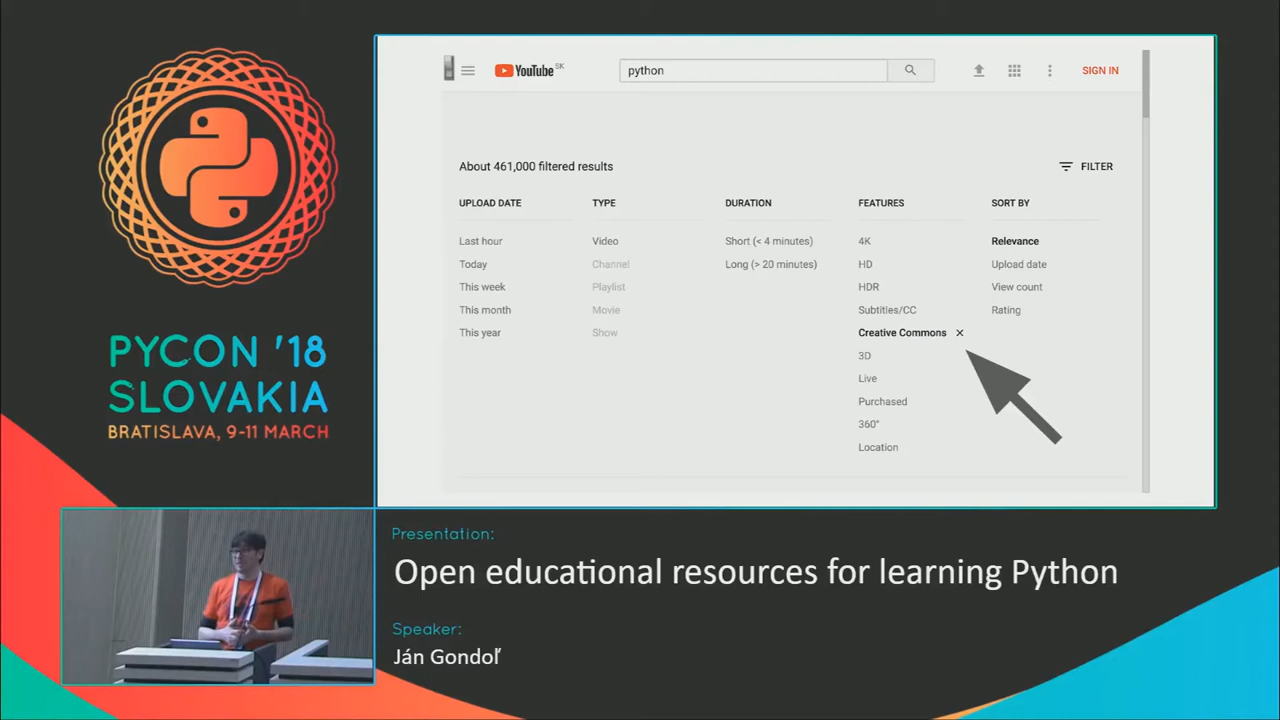 PYCON '18
SLOVAKIA
BRATISLAVA, 9-11 MARCH
YouTube SK
python
SIGN IN
About 461,000 filtered results
FILTER
UPLOAD DATE
Last hour
Today
This week
This month
This year
TYPE
Video
Channel
Playlist
Movie
Show
DURATION
Short (< 4 minutes)
Long (> 20 minutes)
FEATURES
4K
HD
HDR
Subtitles/CC
Creative Commons ×
3D
Live
Purchased
360°
Location
SORT BY
Relevance
Upload date
View count
Rating
Presentation:
Open educational resources for learning Python
Speaker:
Ján Gondoľ